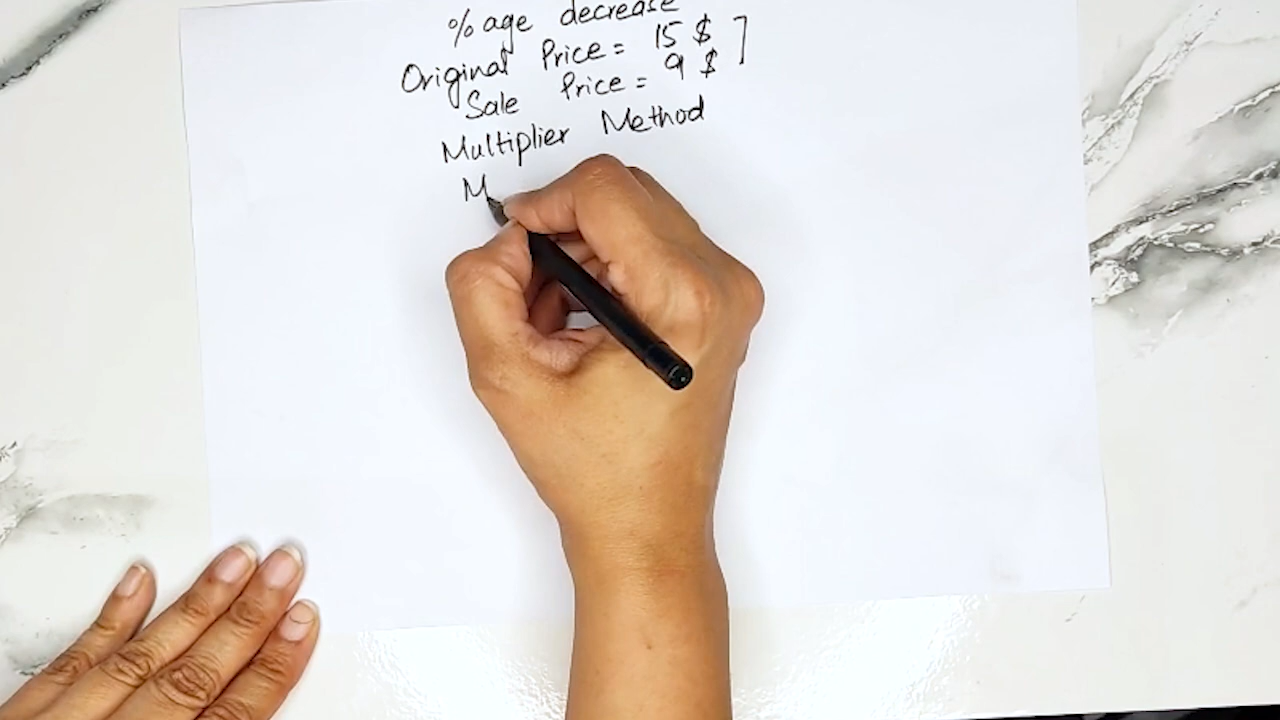 %age decrease
Original Price = 15 $ ]
Sale Price = 9 $
Multiplier Method
M